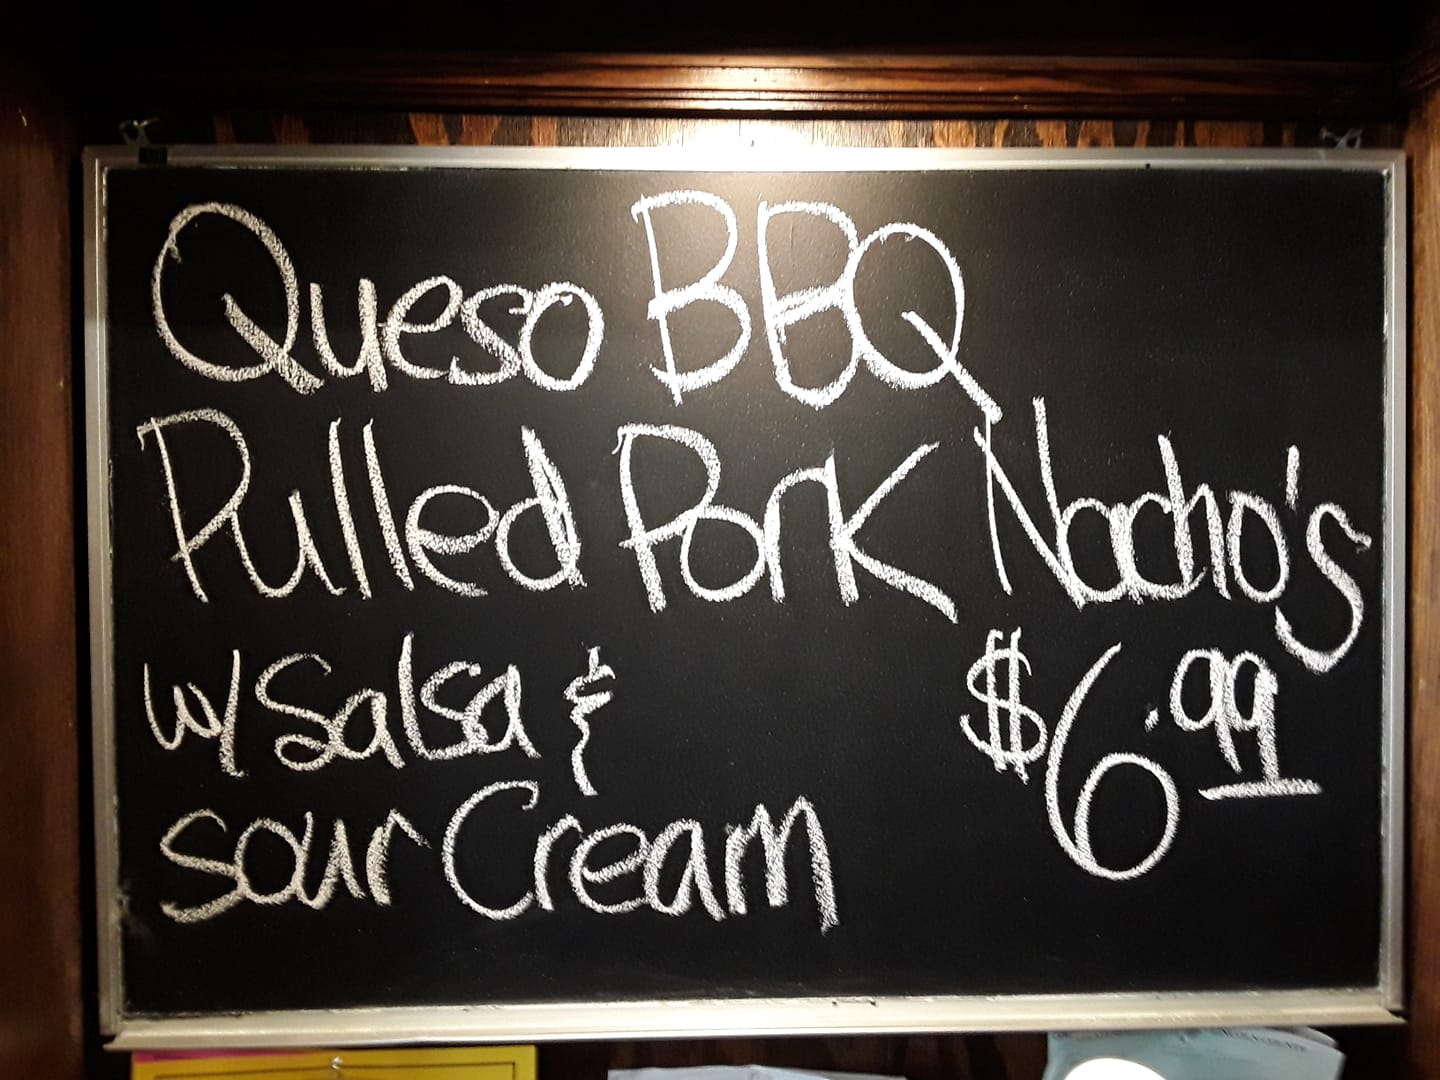 Queso BBQ
Pulled Pork Nacho's
w/ Salsa &
sour Cream
$6.99